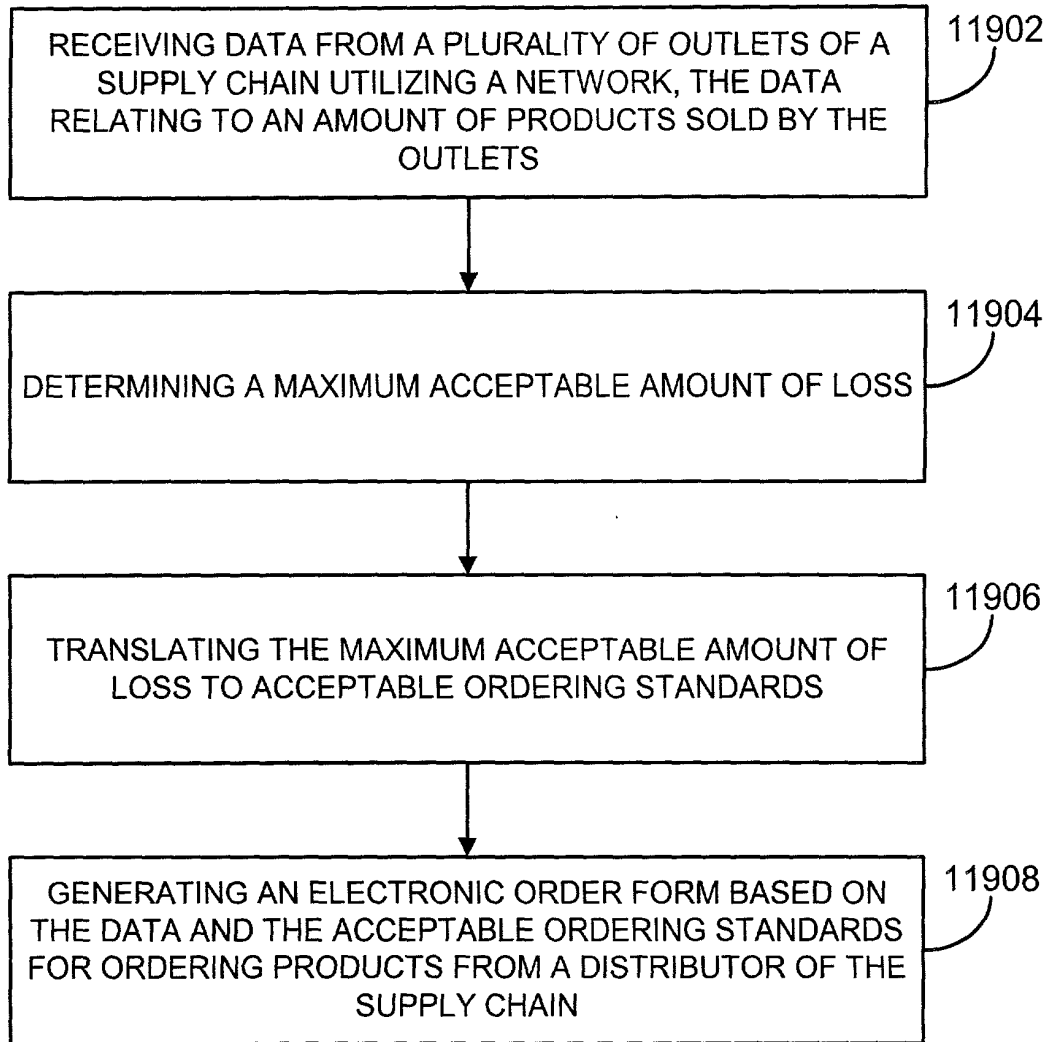 RECEIVING DATA FROM A PLURALITY OF OUTLETS OF A
SUPPLY CHAIN UTILIZING A NETWORK, THE DATA
RELATING TO AN AMOUNT OF PRODUCTS SOLD BY THE
OUTLETS
11902
DETERMINING A MAXIMUM ACCEPTABLE AMOUNT OF LOSS
11904
TRANSLATING THE MAXIMUM ACCEPTABLE AMOUNT OF
LOSS TO ACCEPTABLE ORDERING STANDARDS
11906
GENERATING AN ELECTRONIC ORDER FORM BASED ON
THE DATA AND THE ACCEPTABLE ORDERING STANDARDS
FOR ORDERING PRODUCTS FROM A DISTRIBUTOR OF THE
SUPPLY CHAIN
11908